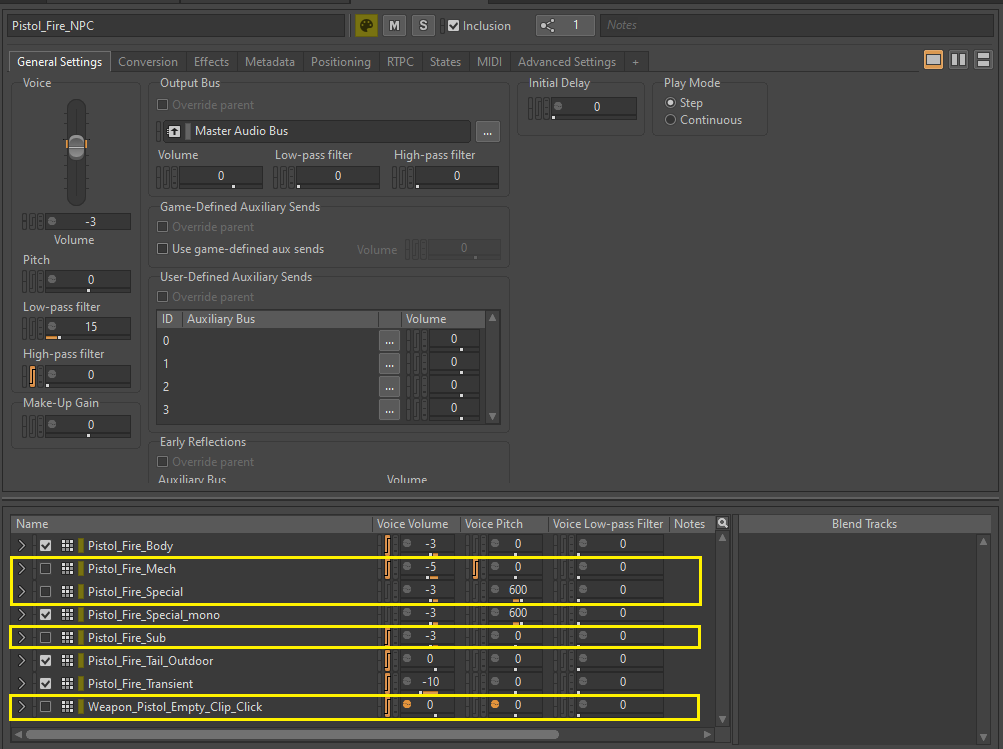 Pistol_Fire_NPC
M
S
Inclusion
1
Notes
General Settings
Conversion
Effects
Metadata
Positioning
RTPC
States
MIDI
Advanced Settings
+
Voice
-3
Volume
Pitch
0
Low-pass filter
15
High-pass filter
0
Make-Up Gain
0
Output Bus
Override parent
Master Audio Bus
...
Volume Low-pass filter High-pass filter
0 0 0
Game-Defined Auxiliary Sends
Override parent
Use game-defined aux sends Volume 0
User-Defined Auxiliary Sends
Override parent
ID Auxiliary Bus Volume
0 ... 0
1 ... 0
2 ... 0
3 ... 0
Early Reflections
Override parent
Auxiliary Bus Volume
Initial Delay
0
Play Mode
Step
Continuous
Name Voice Volume Voice Pitch Voice Low-pass Filter Notes
Pistol_Fire_Body -3 0 0
Pistol_Fire_Mech -5 0 0
Pistol_Fire_Special -3 600 0
Pistol_Fire_Special_mono -3 600 0
Pistol_Fire_Sub -3 0 0
Pistol_Fire_Tail_Outdoor 0 0 0
Pistol_Fire_Transient -10 0 0
Weapon_Pistol_Empty_Clip_Click 0 0 0
Blend Tracks